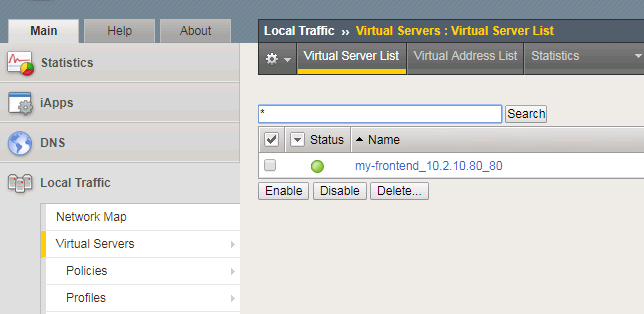 Main Help About
Statistics
iApps
DNS
Local Traffic
Network Map
Virtual Servers
Policies
Profiles
Local Traffic ›› Virtual Servers : Virtual Server List
Virtual Server List Virtual Address List Statistics
* Search
Status Name
my-frontend_10.2.10.80_80
Enable Disable Delete...